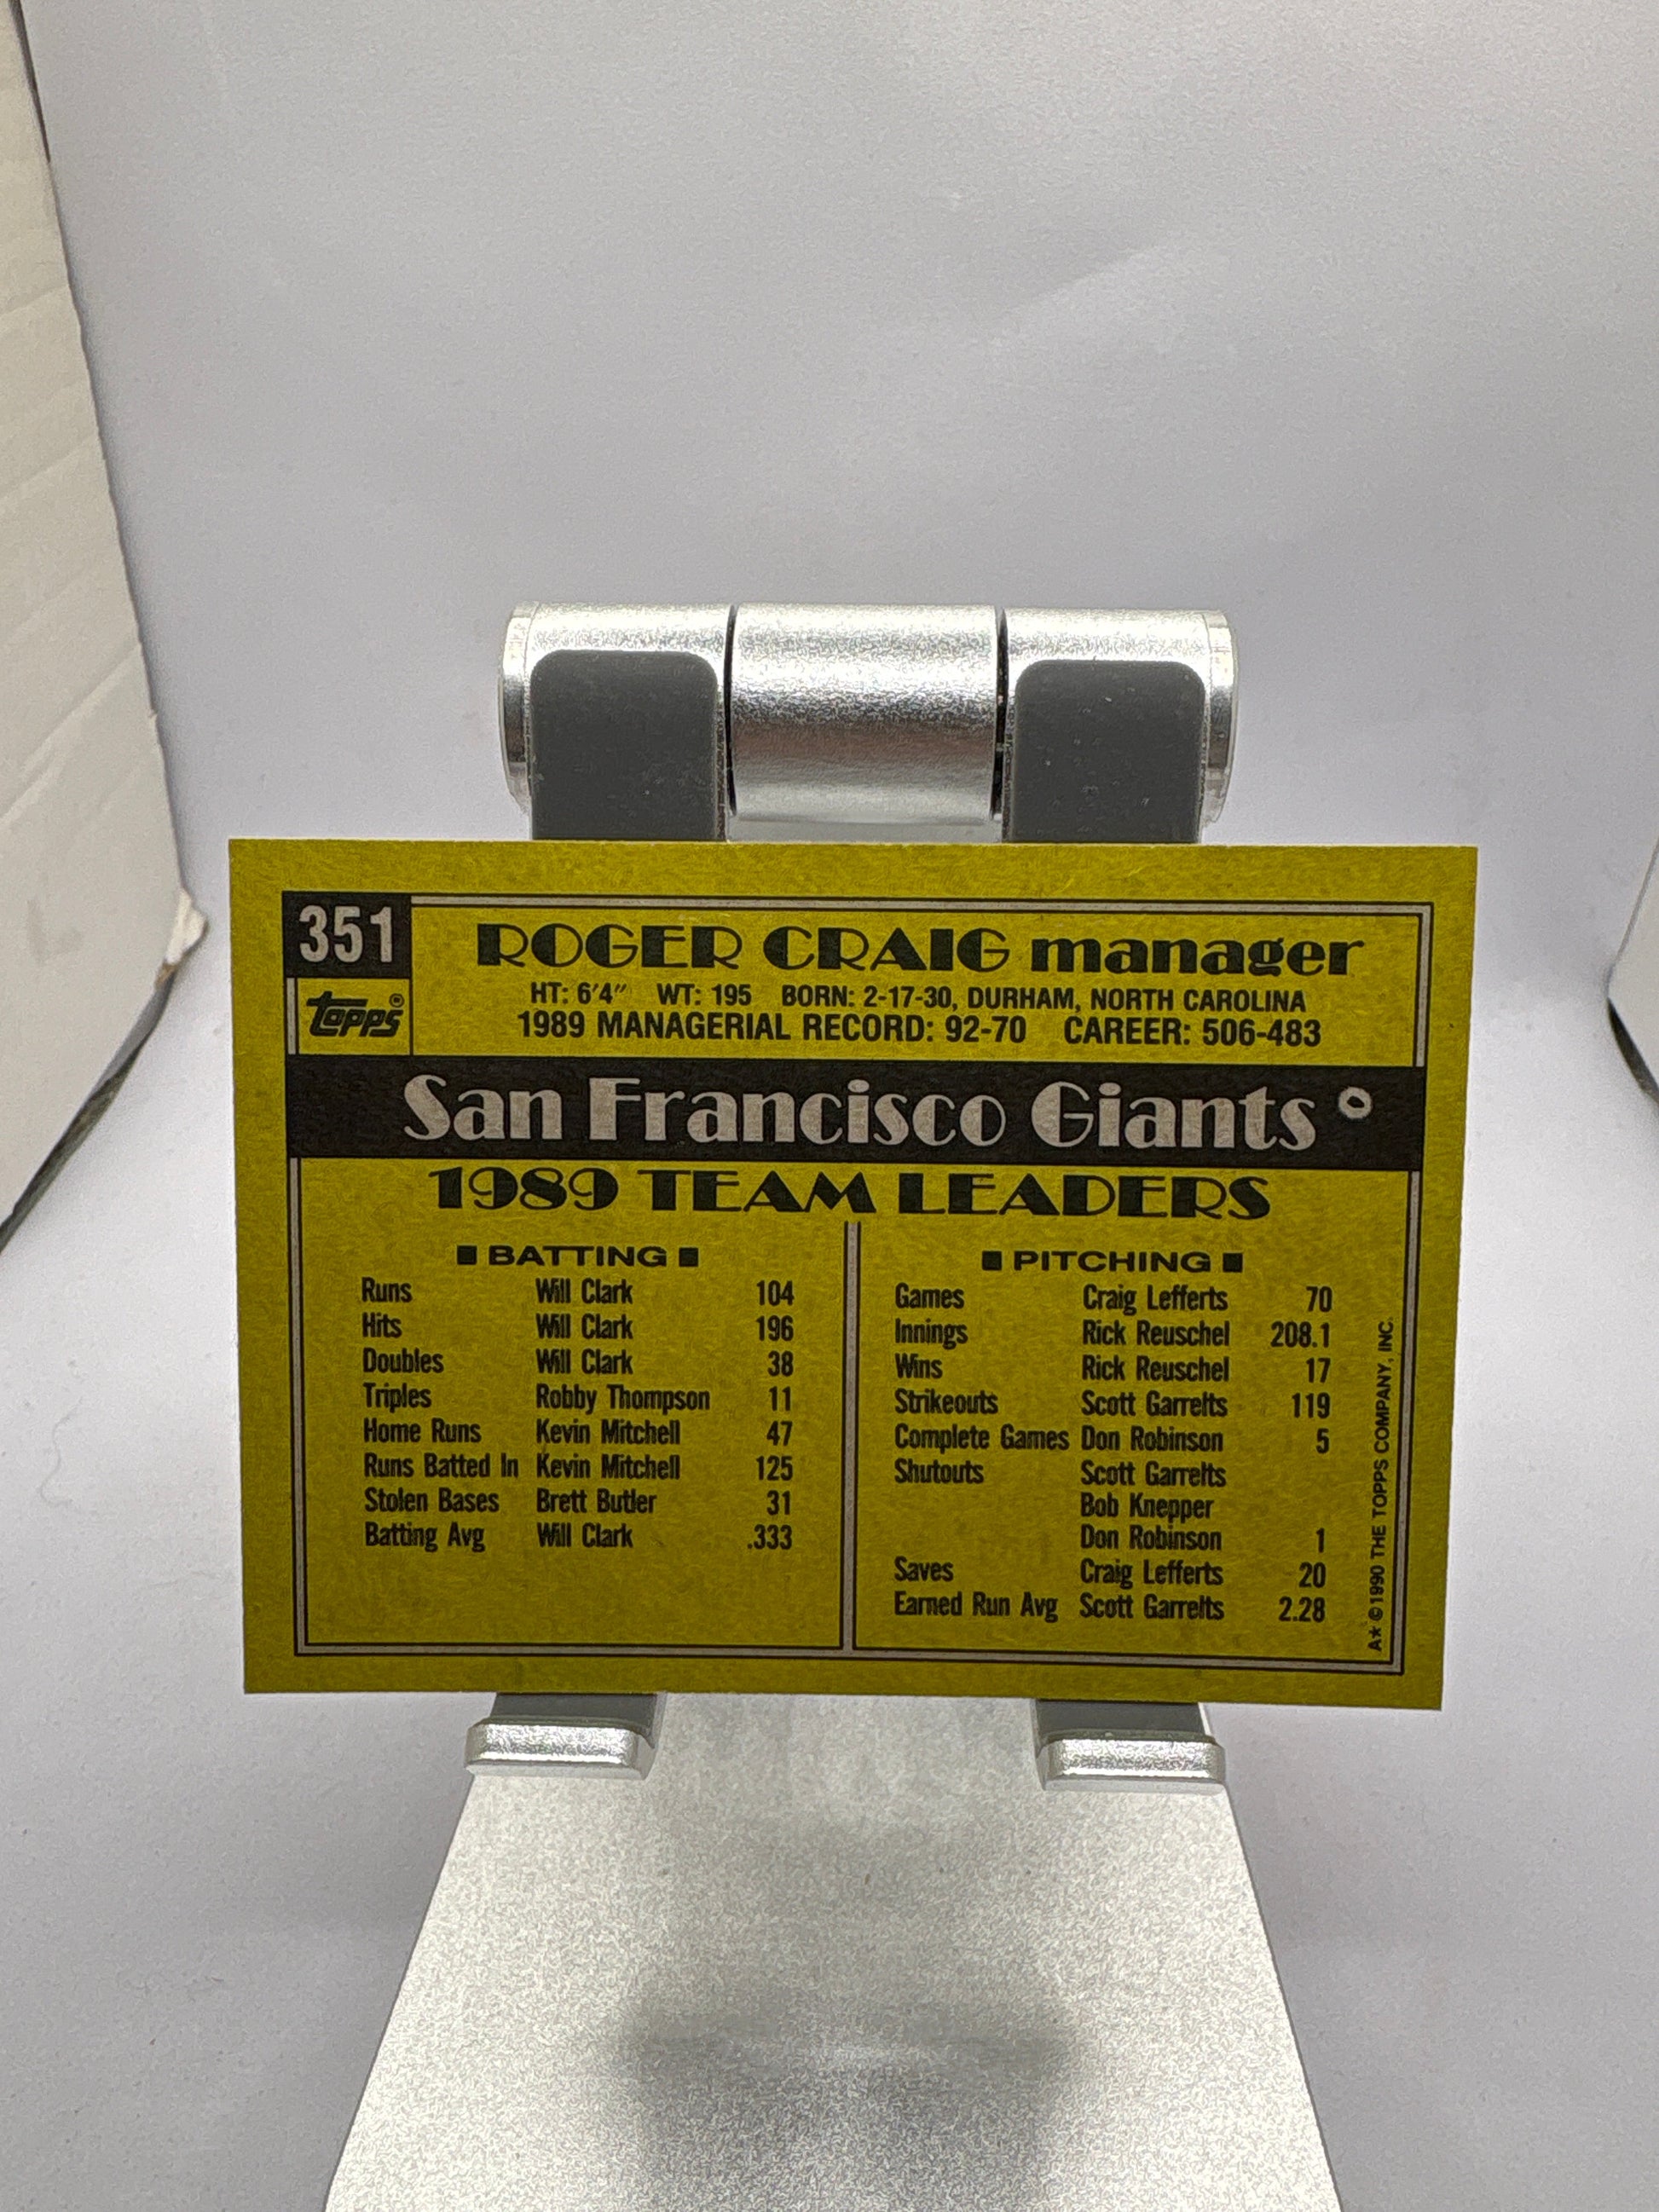 351
topps®
ROGER CRAIG manager
HT: 6'4" WT: 195 BORN: 2-17-30, DURHAM, NORTH CAROLINA
1989 MANAGERIAL RECORD: 92-70 CAREER: 506-483
San Francisco Giants
1989 TEAM LEADERS
■ BATTING ■
Runs Will Clark 104
Hits Will Clark 196
Doubles Will Clark 38
Triples Robby Thompson 11
Home Runs Kevin Mitchell 47
Runs Batted In Kevin Mitchell 125
Stolen Bases Brett Butler 31
Batting Avg Will Clark .333
■ PITCHING ■
Games Craig Lefferts 70
Innings Rick Reuschel 208.1
Wins Rick Reuschel 17
Strikeouts Scott Garrelts 119
Complete Games Don Robinson 5
Shutouts Scott Garrelts
Bob Knepper
Don Robinson 1
Saves Craig Lefferts 20
Earned Run Avg Scott Garrelts 2.28
A* © 1990 THE TOPPS COMPANY, INC.